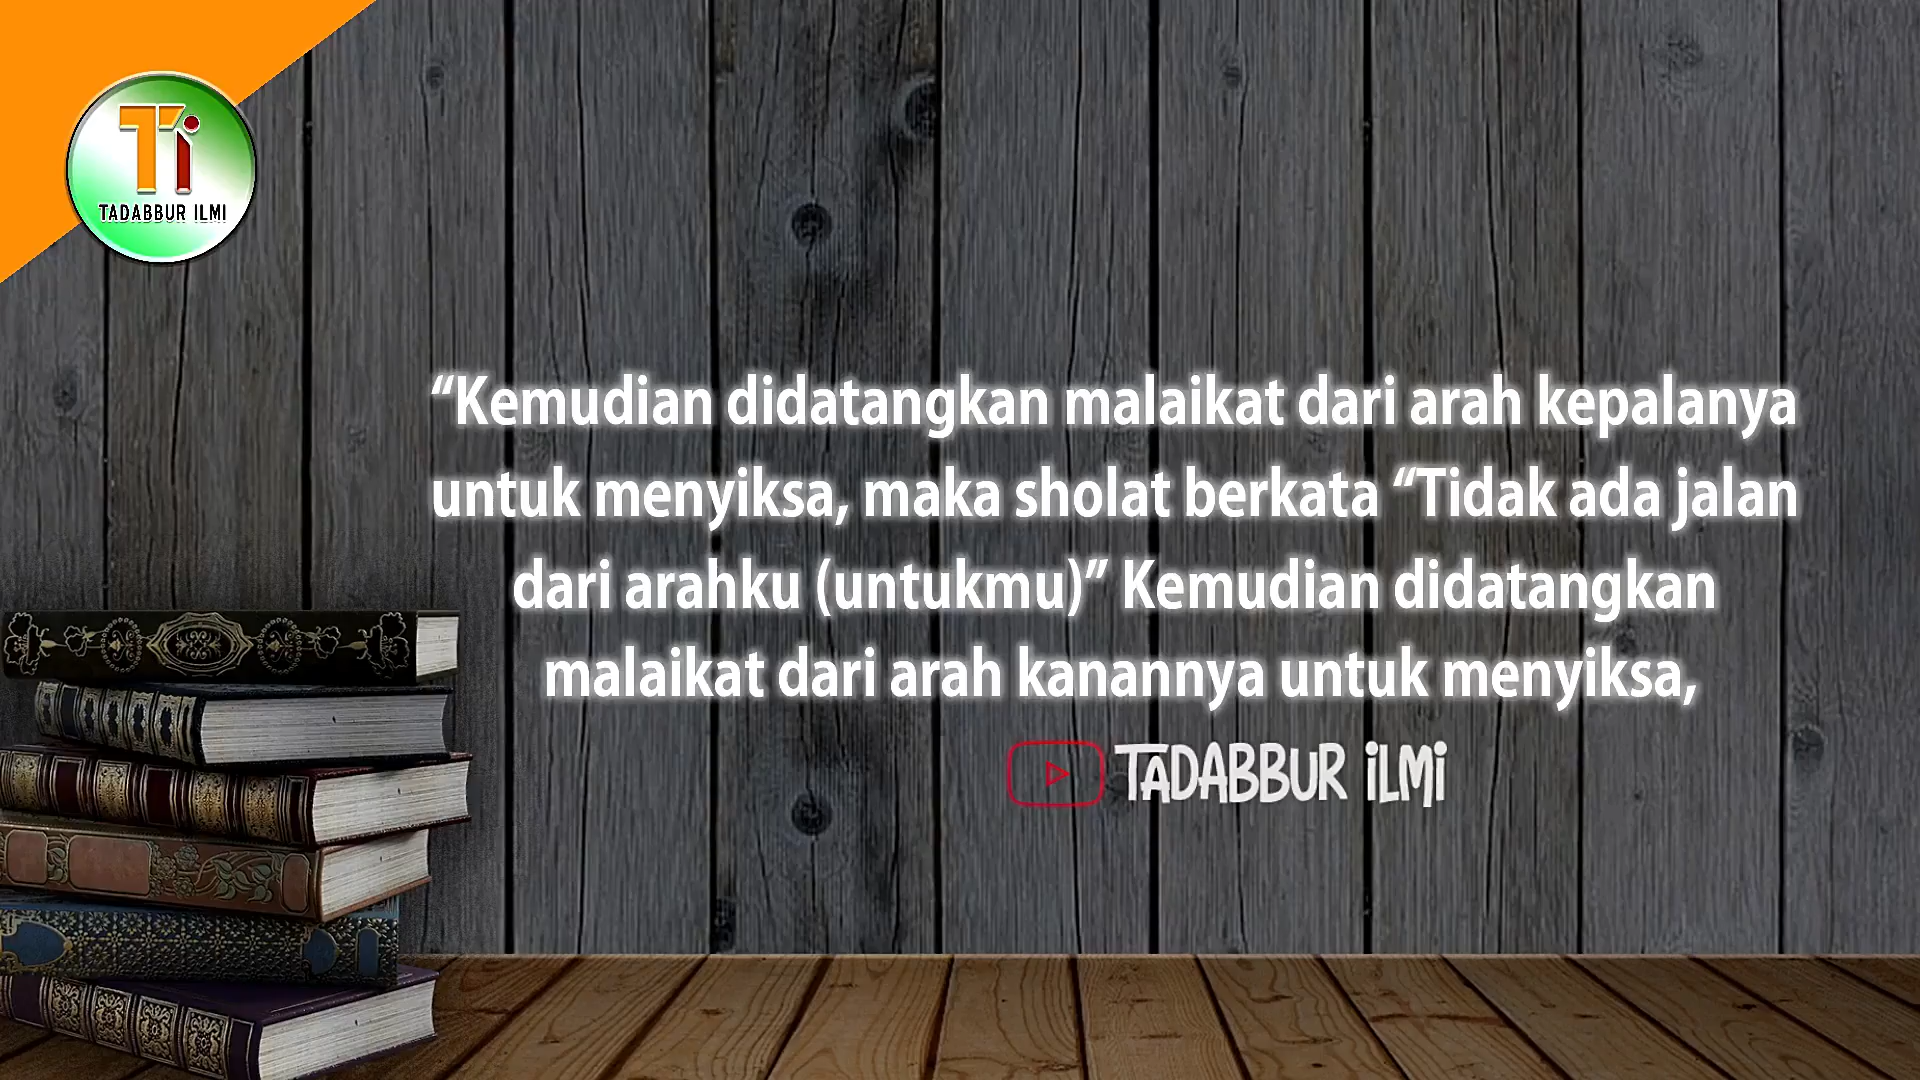 Ti
TADABBUR ILMI
“Kemudian didatangkan malaikat dari arah kepalanya
untuk menyiksa, maka sholat berkata “Tidak ada jalan
dari arahku (untukmu)” Kemudian didatangkan
malaikat dari arah kanannya untuk menyiksa,
TADABBUR iLMi